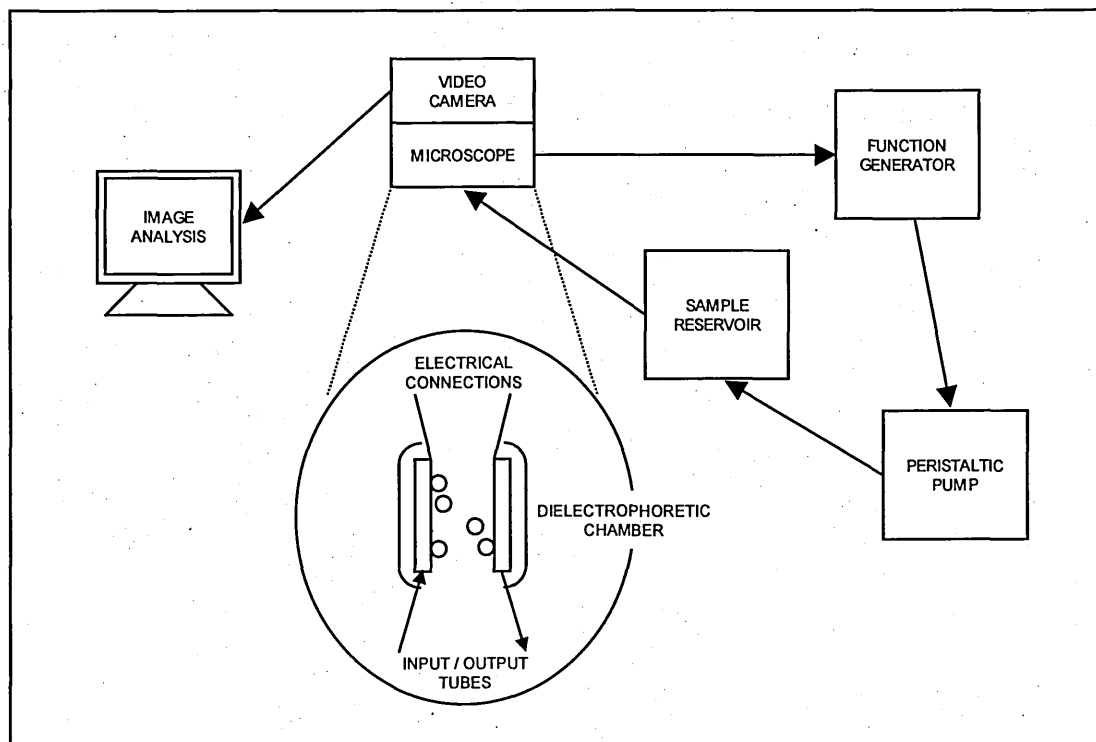 VIDEO
CAMERA
MICROSCOPE
FUNCTION
GENERATOR
IMAGE
ANALYSIS
SAMPLE
RESERVOIR
ELECTRICAL
CONNECTIONS
PERISTALTIC
PUMP
DIELECTROPHORETIC
CHAMBER
INPUT / OUTPUT
TUBES